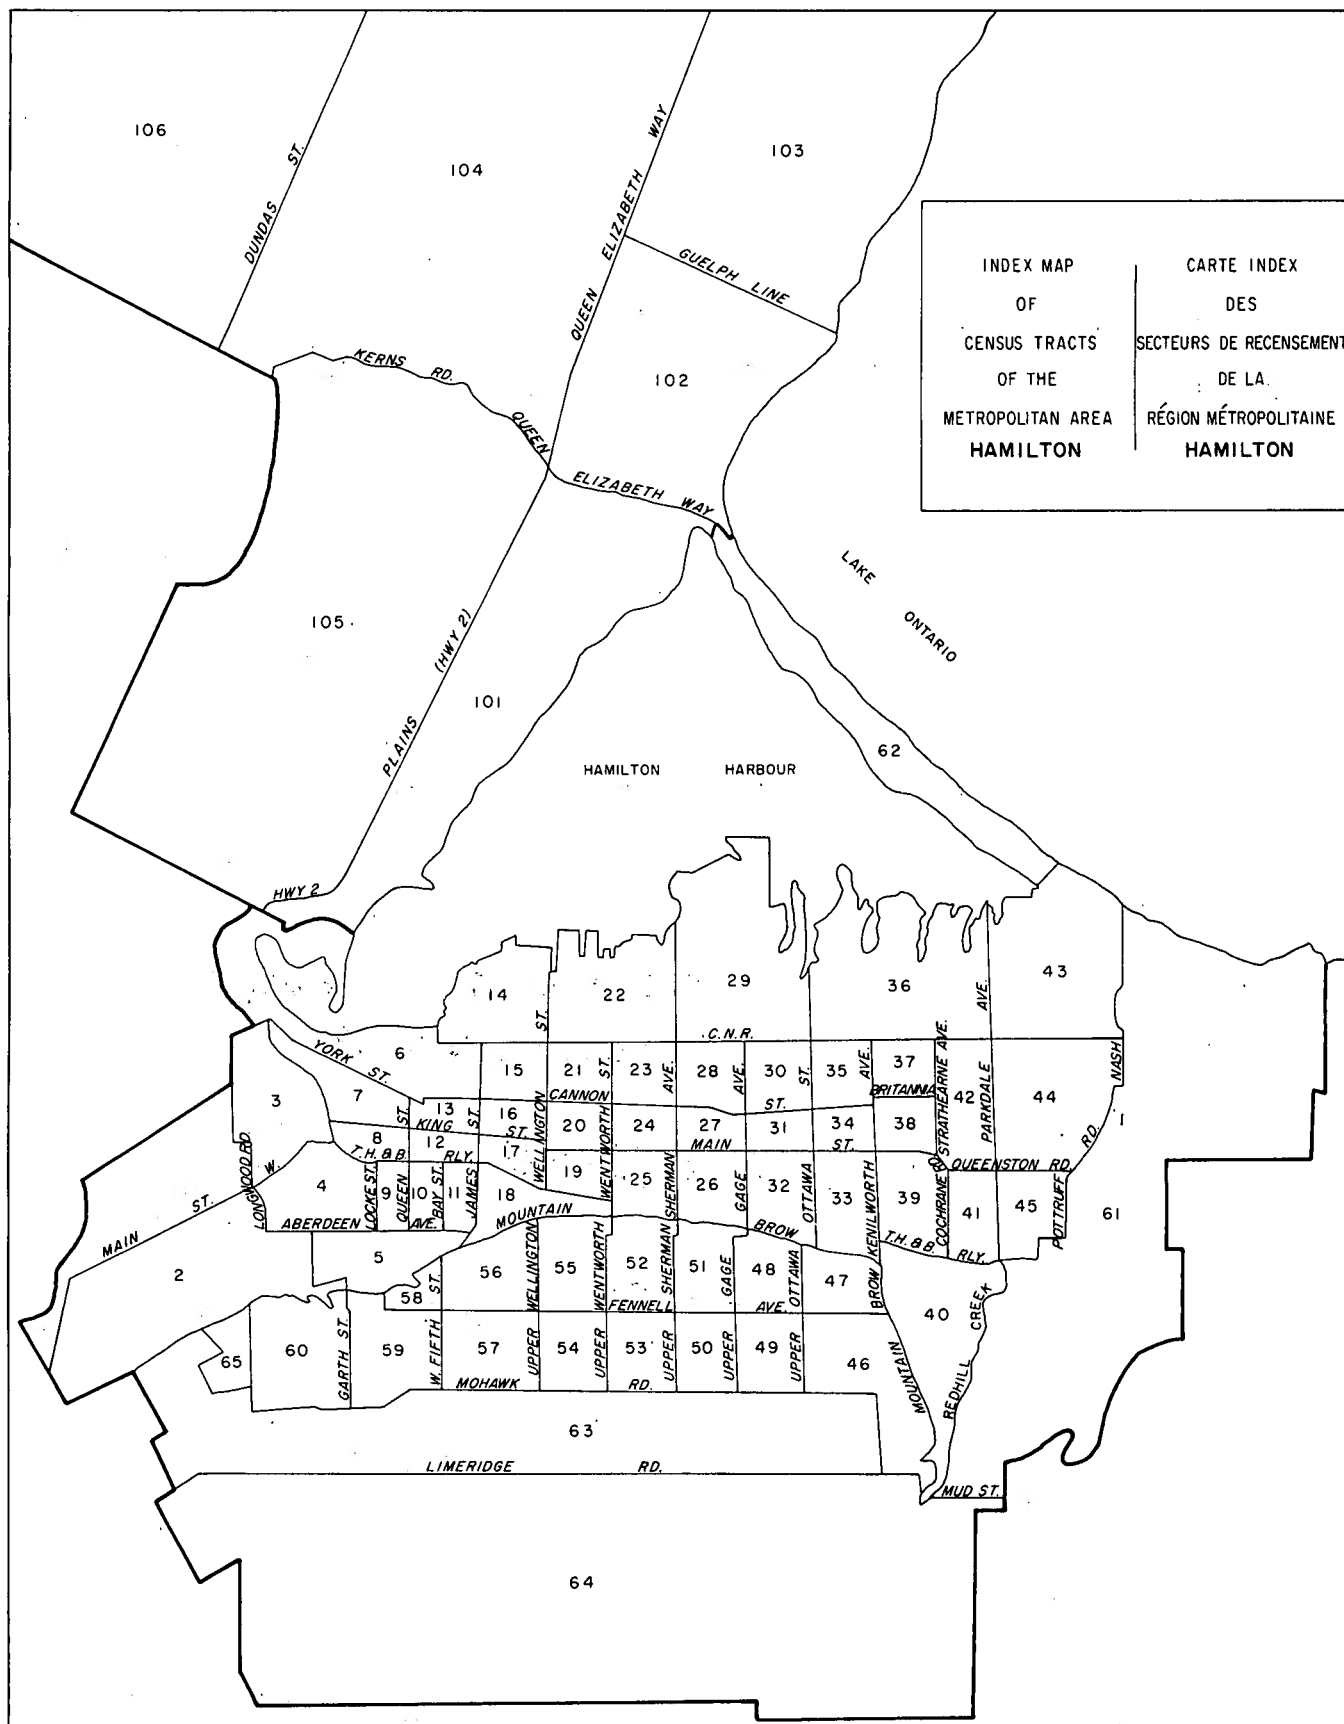 106
DUNDAS ST.
104
QUEEN ELIZABETH WAY
103
GUELPH LINE
INDEX MAP
OF
CENSUS TRACTS
OF THE
METROPOLITAN AREA
HAMILTON
CARTE INDEX
DES
SECTEURS DE RECENSEMENT
DE LA
RÉGION MÉTROPOLITAINE
HAMILTON
KERNS RD.
102
QUEEN ELIZABETH WAY
LAKE ONTARIO
105
PLAINS (HWY 2)
101
62
HAMILTON HARBOUR
HWY 2
14
ST.
22
29
36
AVE.
43
C.N.R.
YORK ST.
6
7
3
15
21
ST.
23
AVE.
28
AVE.
30
ST.
35
AVE.
37
BRITANNIA
STRATHEARNE AVE.
42
PARKDALE
44
NASH
RD.
1
CANNON ST.
ST.
13
KING ST.
ST.
16
WELLINGTON
20
WENTWORTH
24
27
MAIN ST.
31
34
38
8
T.H. & B. RLY.
12
17
QUEENSTON RD.
LONGWOOD RD.
MAIN ST. W.
4
LOCKE ST.
9
QUEEN
10
BAY ST.
11
JAMES
18
19
25
SHERMAN
26
GAGE
32
OTTAWA
33
KENILWORTH
39
COCHRANE RD.
41
45
POTTRUFF
61
ABERDEEN AVE.
MOUNTAIN BROW
T.H. & B. RLY.
2
5
58
56
UPPER WELLINGTON
55
UPPER WENTWORTH
52
UPPER SHERMAN
51
UPPER GAGE
48
UPPER OTTAWA
47
MOUNTAIN BROW
40
REDHILL CREEK
FENNELL AVE.
65
60
GARTH ST.
59
W. FIFTH ST.
57
54
53
50
49
46
MOHAWK RD.
63
LIMERIDGE RD.
MUD ST.
64